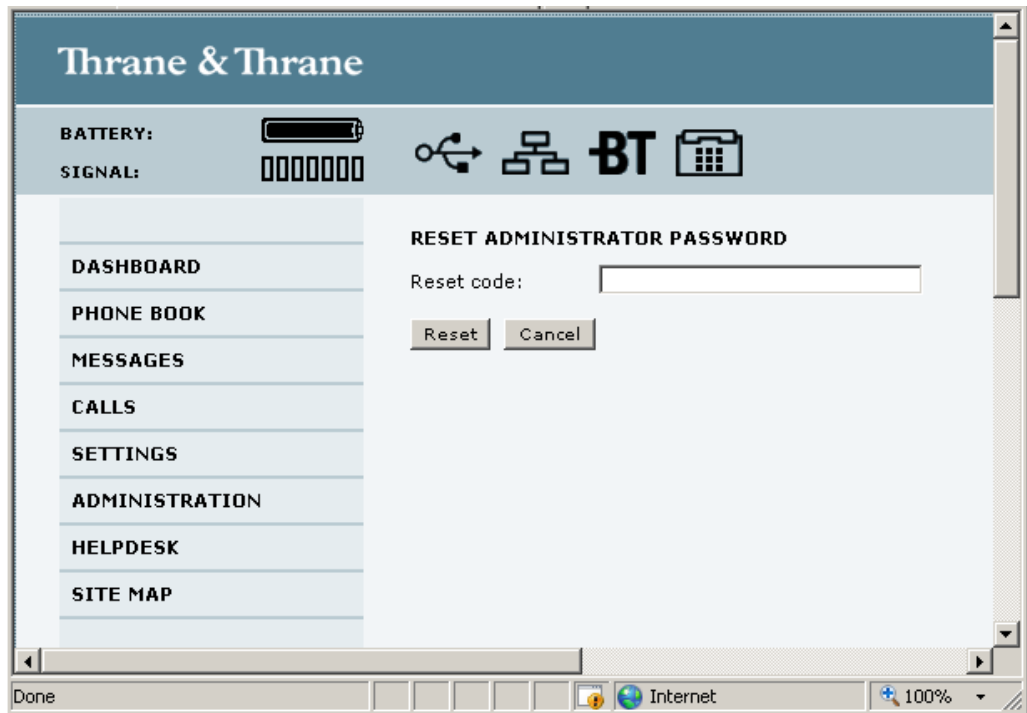 Thrane & Thrane
BATTERY:
SIGNAL:
BT
DASHBOARD
PHONE BOOK
MESSAGES
CALLS
SETTINGS
ADMINISTRATION
HELPDESK
SITE MAP
RESET ADMINISTRATOR PASSWORD
Reset code:
Reset Cancel
Done Internet 100%